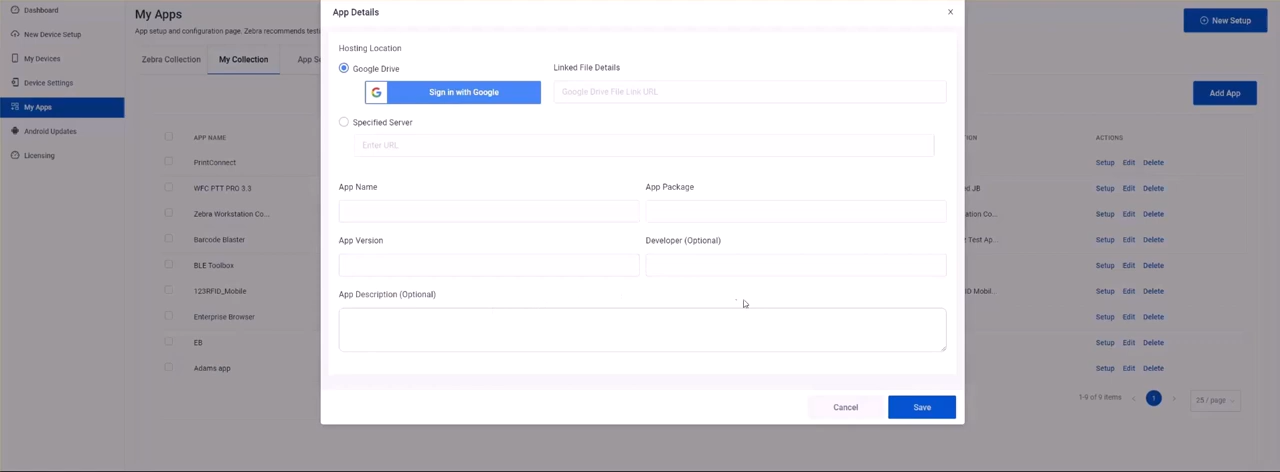 Dashboard
New Device Setup
My Devices
Device Settings
My Apps
Android Updates
Licensing
My Apps
App setup and configuration page. Zebra recommends testi
New Setup
Zebra Collection
My Collection
App Se
Add App
APP NAME
ACTIONS
PrintConnect
Setup Edit Delete
WFC PTT PRO 3.3
Setup Edit Delete
Zebra Workstation Co...
Setup Edit Delete
Barcode Blaster
Setup Edit Delete
BLE Toolbox
Setup Edit Delete
123RFID_Mobile
Setup Edit Delete
Enterprise Browser
Setup Edit Delete
EB
Setup Edit Delete
Adams app
Setup Edit Delete
1-9 of 9 items
1
25 / page
App Details
Hosting Location
Google Drive
Linked File Details
Sign in with Google
Google Drive File Link URL
Specified Server
Enter URL
App Name
App Package
App Version
Developer (Optional)
App Description (Optional)
Cancel
Save